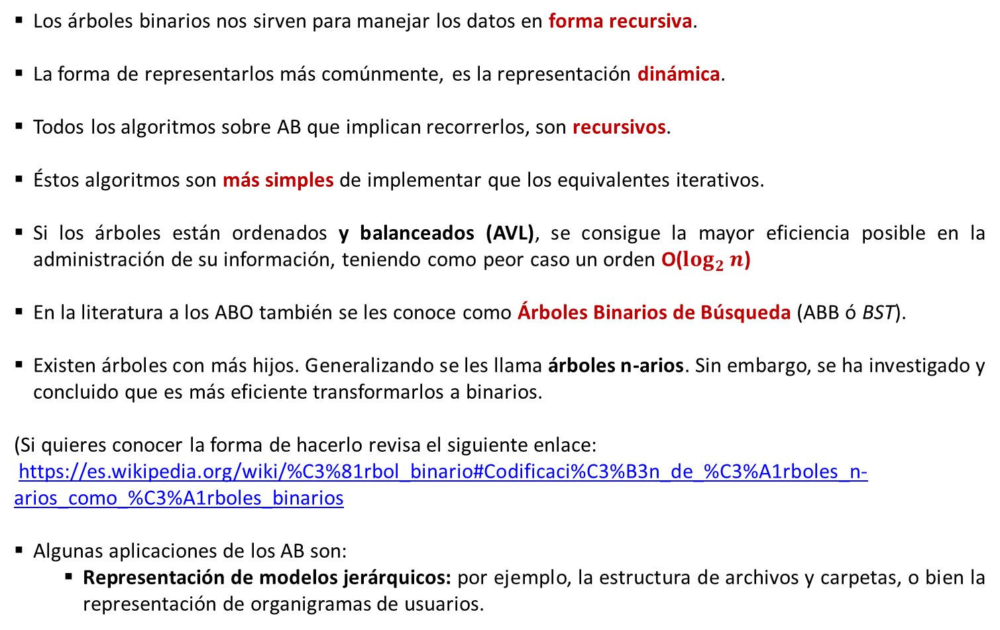 ▪ Los árboles binarios nos sirven para manejar los datos en forma recursiva.
▪ La forma de representarlos más comúnmente, es la representación dinámica.
▪ Todos los algoritmos sobre AB que implican recorrerlos, son recursivos.
▪ Éstos algoritmos son más simples de implementar que los equivalentes iterativos.
▪ Si los árboles están ordenados y balanceados (AVL), se consigue la mayor eficiencia posible en la
administración de su información, teniendo como peor caso un orden O(log₂ n)
▪ En la literatura a los ABO también se les conoce como Árboles Binarios de Búsqueda (ABB ó BST).
▪ Existen árboles con más hijos. Generalizando se les llama árboles n-arios. Sin embargo, se ha investigado y
concluido que es más eficiente transformarlos a binarios.
(Si quieres conocer la forma de hacerlo revisa el siguiente enlace:
https://es.wikipedia.org/wiki/%C3%81rbol_binario#Codificaci%C3%B3n_de_%C3%A1rboles_n-
arios_como_%C3%A1rboles_binarios
▪ Algunas aplicaciones de los AB son:
▪ Representación de modelos jerárquicos: por ejemplo, la estructura de archivos y carpetas, o bien la
representación de organigramas de usuarios.